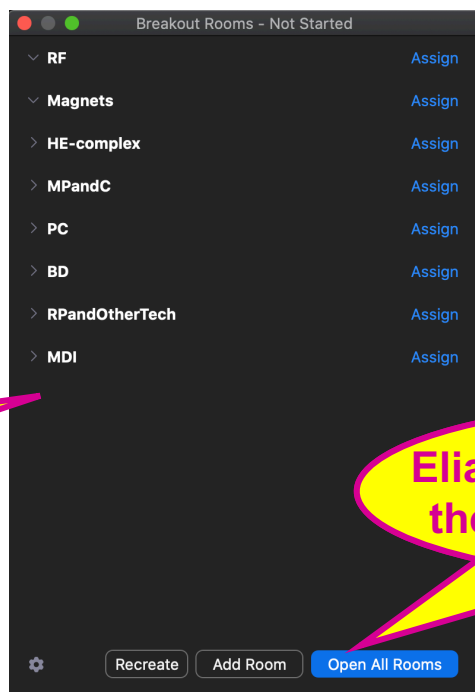 Breakout Rooms - Not Started
RF Assign
Magnets Assign
HE-complex Assign
MPandC Assign
PC Assign
BD Assign
RPandOtherTech Assign
MDI Assign
Recreate Add Room Open All Rooms